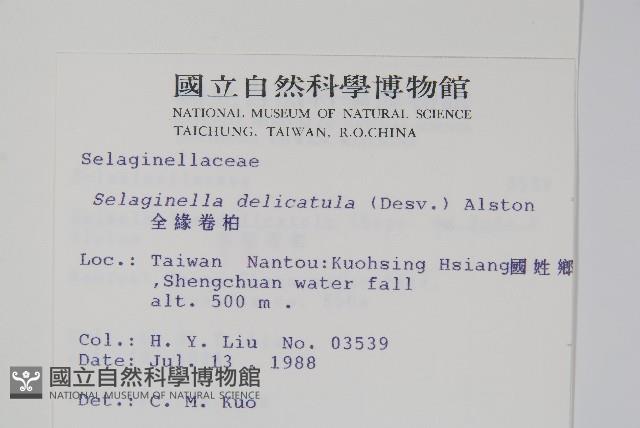 國立自然科學博物館
NATIONAL MUSEUM OF NATURAL SCIENCE
TAICHUNG, TAIWAN, R.O.CHINA
Selaginellaceae
Selaginella delicatula (Desv.) Alston
全緣卷柏
Loc.: Taiwan Nantou:Kuohsing Hsiang國姓鄉
,Shengchuan water fall
alt. 500 m .
Col.: H. Y. Liu No. 03539
Date: Jul. 13 1988
國立自然科學博物館
NATIONAL MUSEUM OF NATURAL SCIENCE
Det.: C. M. Kuo